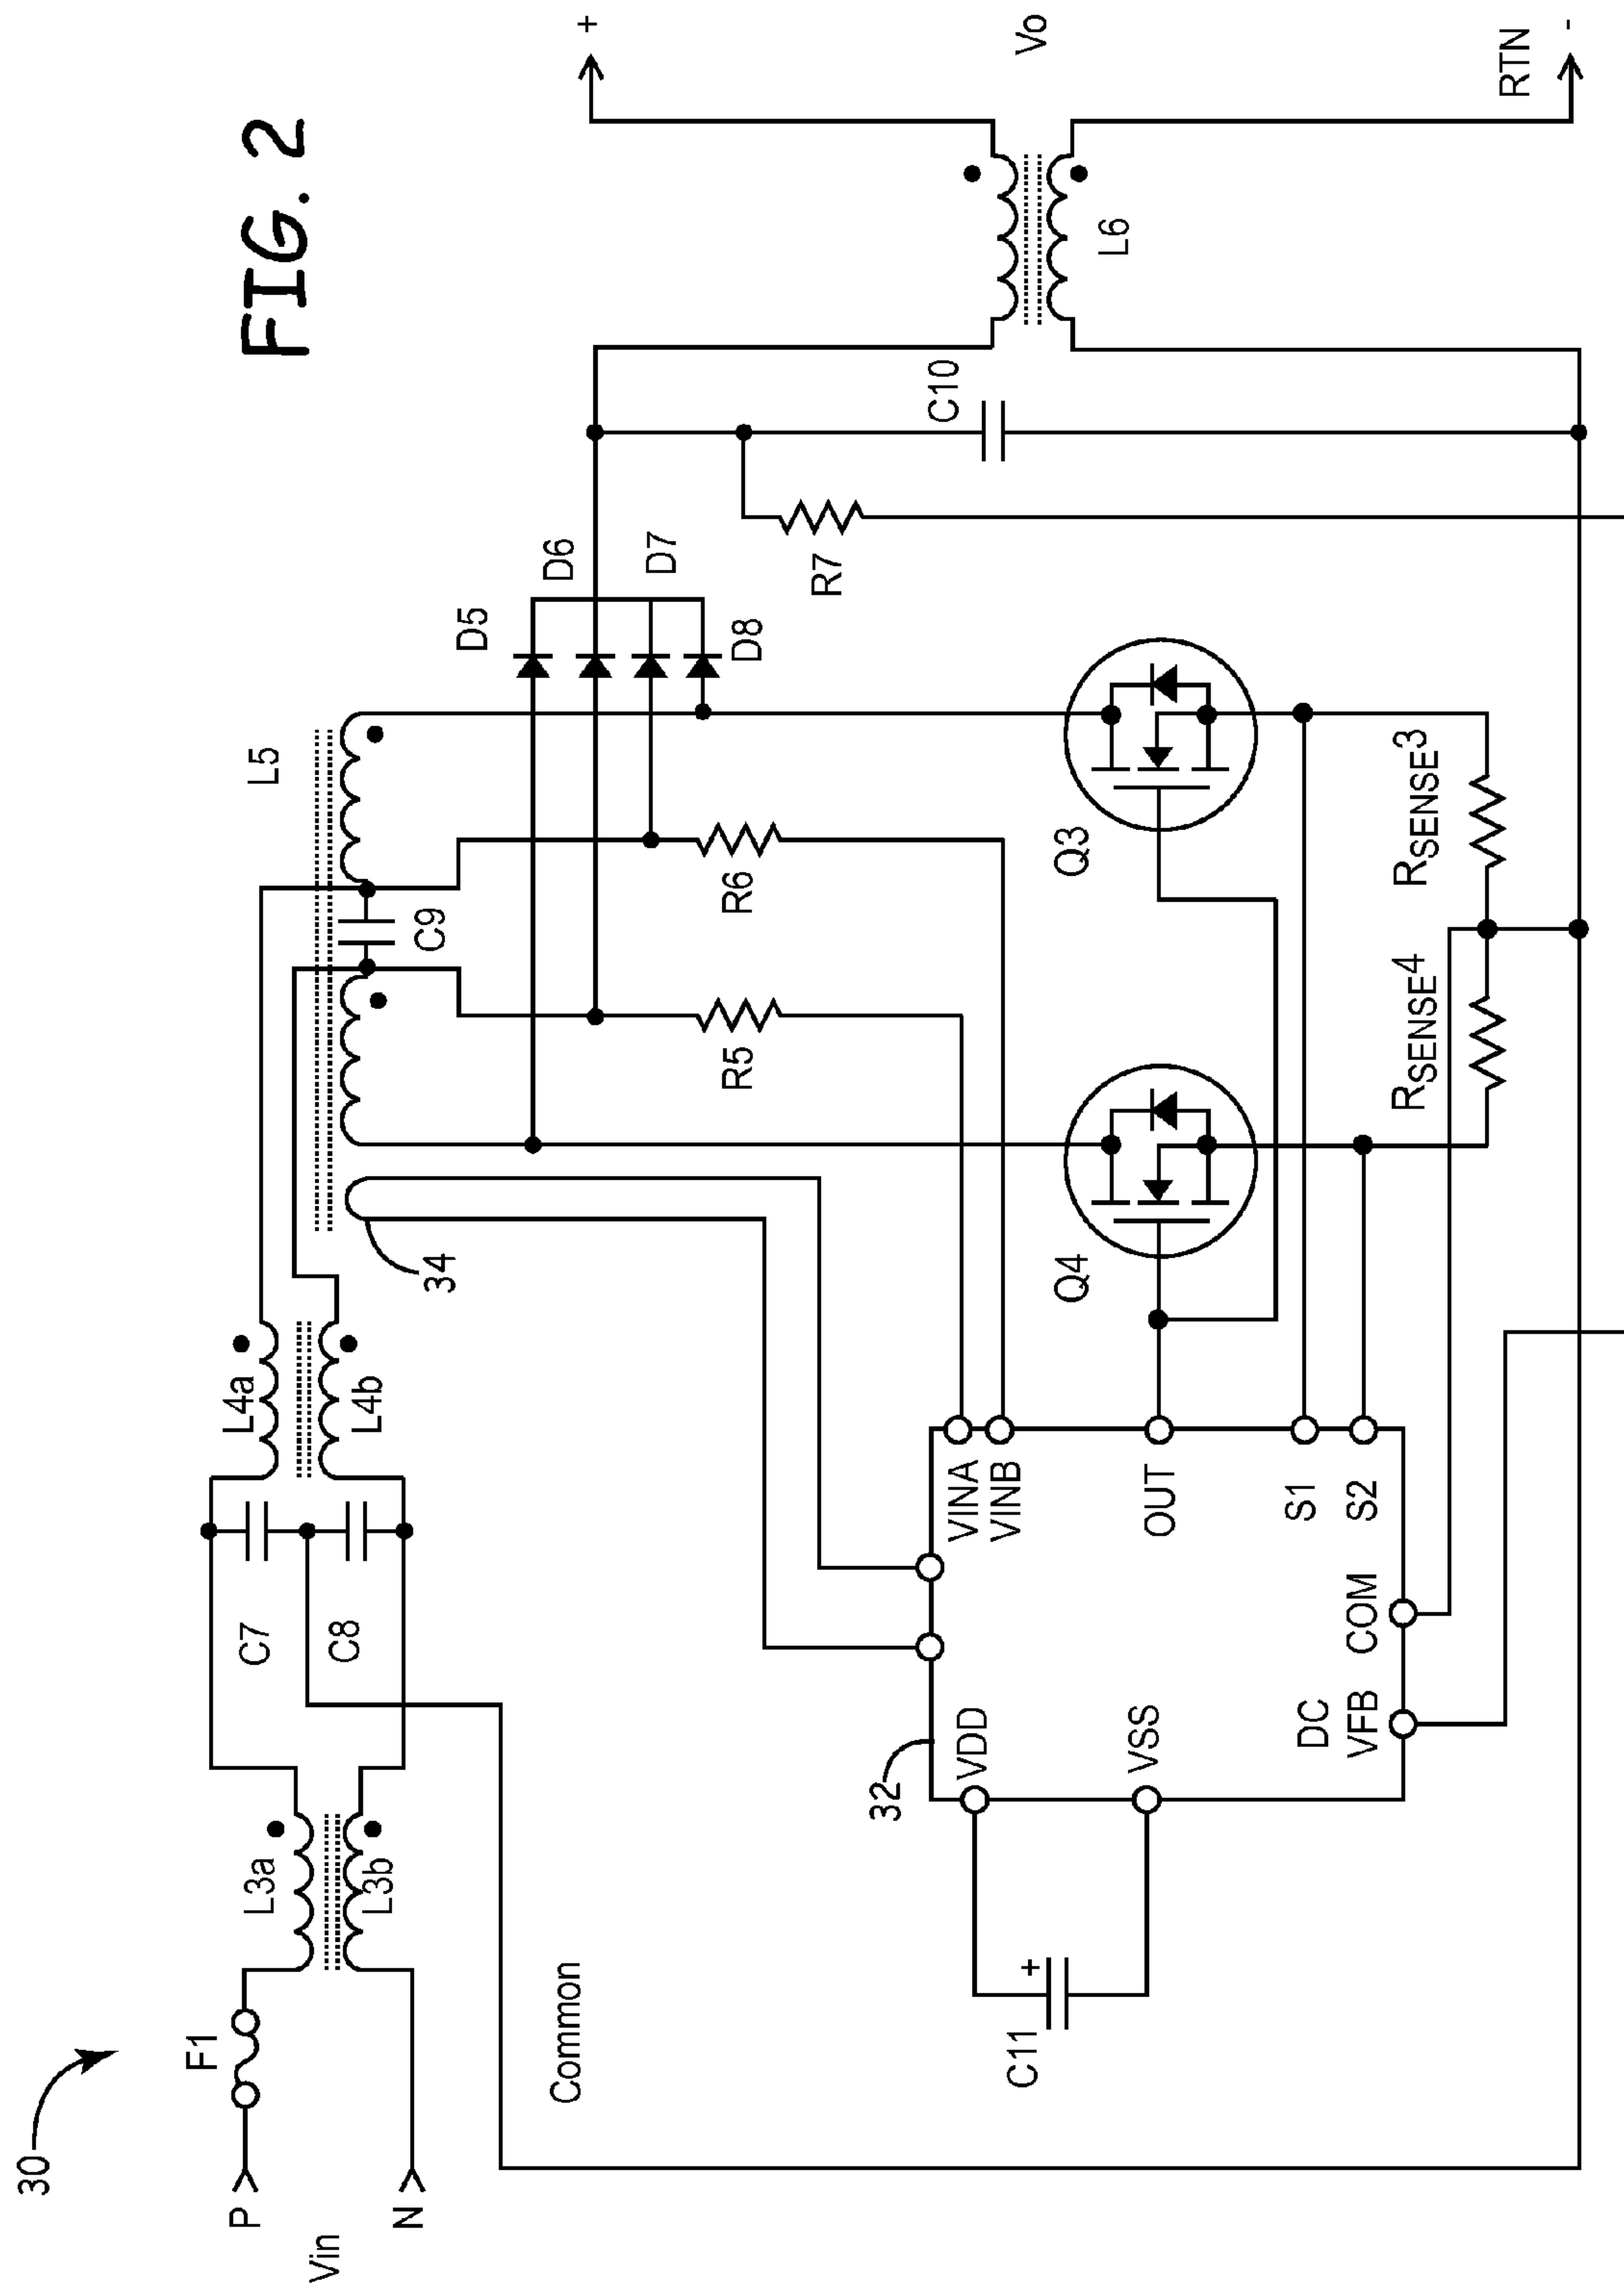 FIG. 2
30
F1
P
Vin
N
L3a
L3b
C7
C8
L4a
L4b
Common
34
L5
C9
D5
D6
D7
D8
R5
R6
R7
C10
L6
+
Vo
RTN
-
Q3
Q4
RSENSE3
RSENSE4
32
VDD
VSS
VINA
VINB
OUT
S1
S2
COM
DC
VFB
C11
+